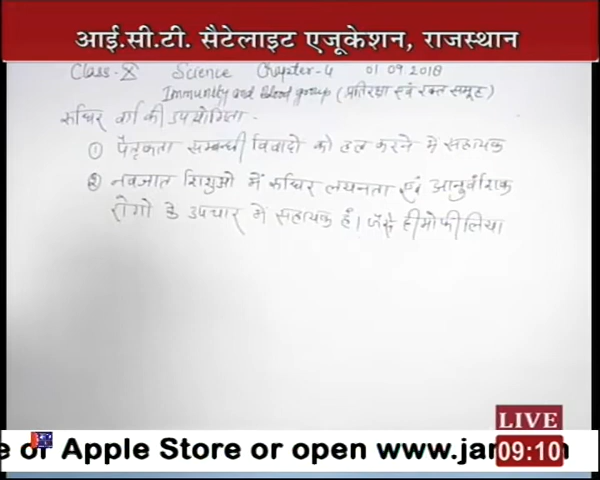 आई.सी.टी. सैटेलाइट एजूकेशन, राजस्थान
Class-X Science Chapter-4 01 09 2018
Immunity and Blood group (प्रतिरक्षा एवं रक्त समूह)
रूधिर वर्ग की उपयोगिता -
① पैतृकता सम्बन्धी विवादो को हल करने मे सहायक
② नवजात शिशुओ में रूधिर लयनता एवं आनुवंशिक
रोगो के उपचार में सहायक है। जैसे हीमोफीलिया
LIVE
of Apple Store or open www.jan
09:10